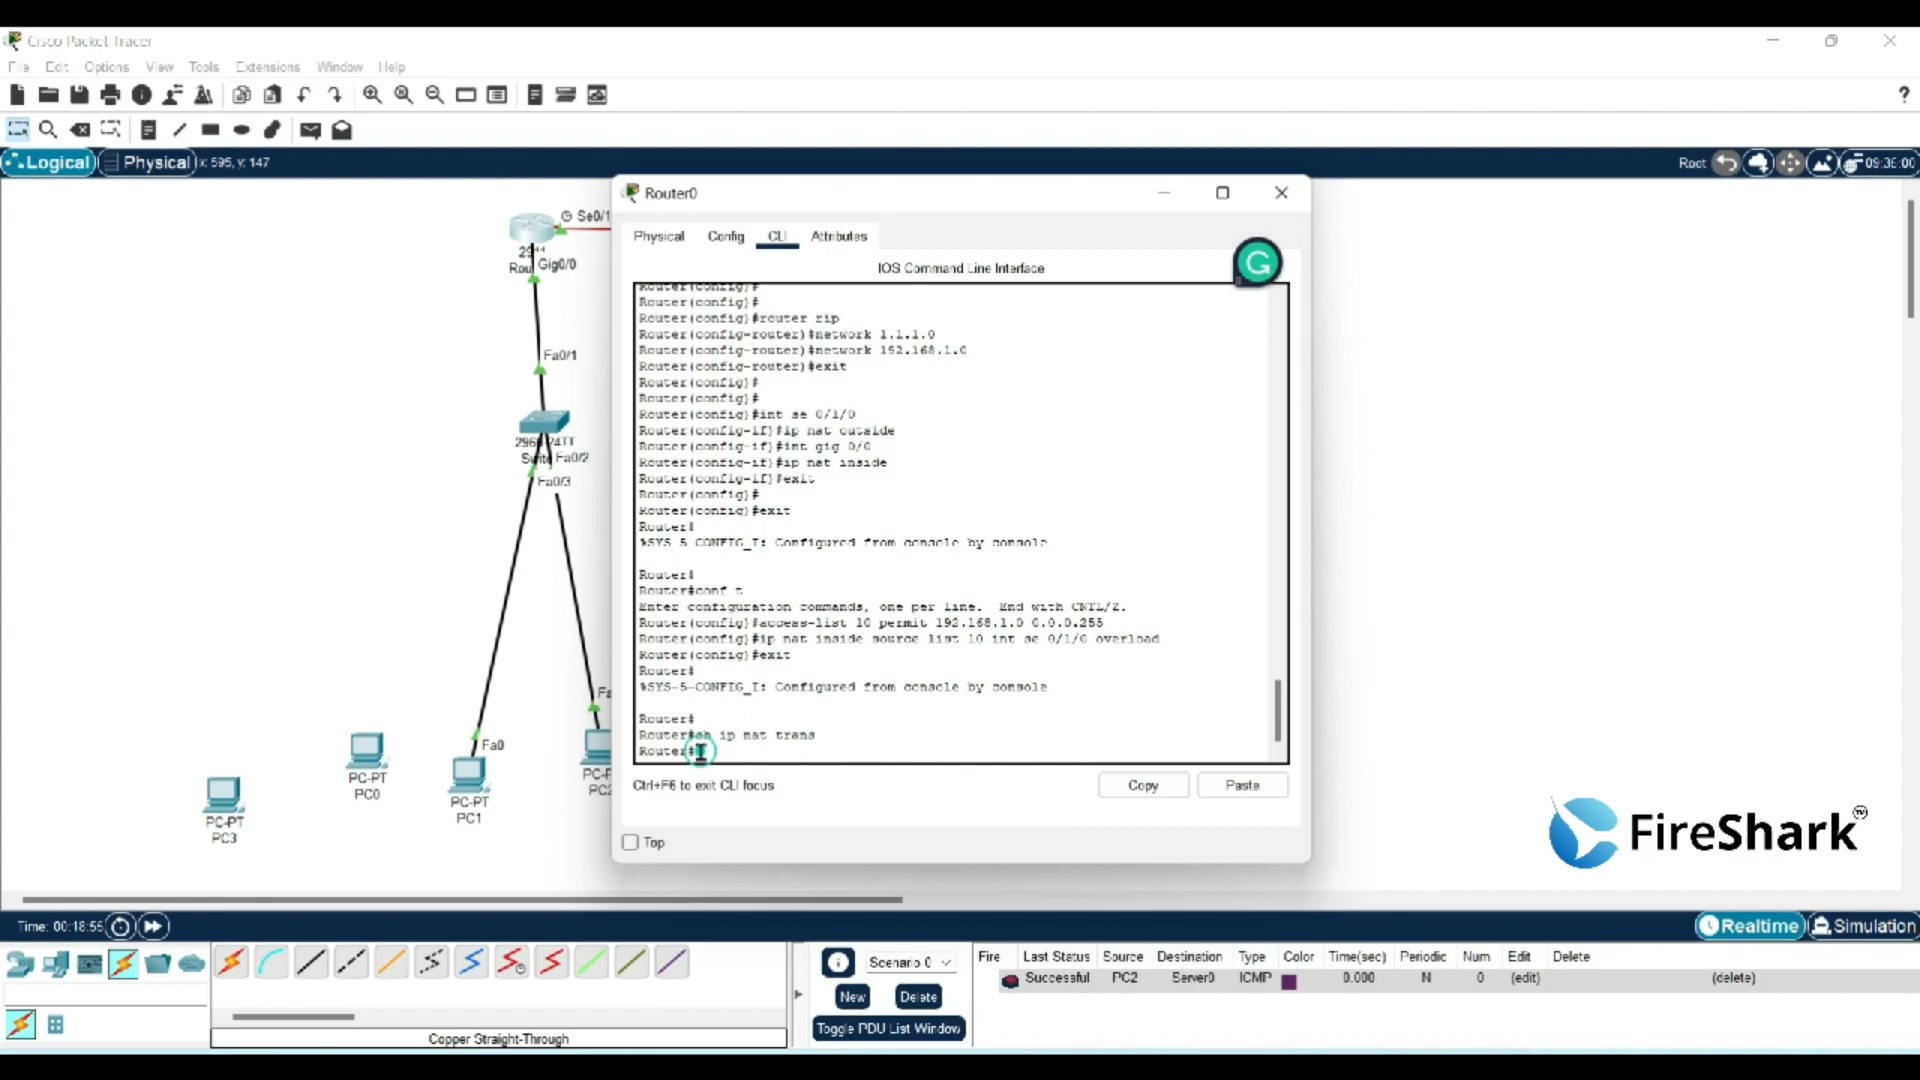 Cisco Packet Tracer
File Edit Options View Tools Extensions Window Help
?
Logical Physical x: 595, y: 147
Root 09:36:00
Router0
Physical Config CLI Attributes
IOS Command Line Interface
G
Router(config)#
Router(config)#
Router(config)#router rip
Router(config-router)#network 1.1.1.0
Router(config-router)#network 192.168.1.0
Router(config-router)#exit
Router(config)#
Router(config)#
Router(config)#int se 0/1/0
Router(config-if)#ip nat outside
Router(config-if)#int gig 0/0
Router(config-if)#ip nat inside
Router(config-if)#exit
Router(config)#
Router(config)#exit
Router#
%SYS-5-CONFIG_I: Configured from console by console
Router#
Router#conf t
Enter configuration commands, one per line. End with CNTL/Z.
Router(config)#access-list 10 permit 192.168.1.0 0.0.0.255
Router(config)#ip nat inside source list 10 int se 0/1/0 overload
Router(config)#exit
Router#
%SYS-5-CONFIG_I: Configured from console by console
Router#
Router#sh ip nat trans
Router#
Ctrl+F6 to exit CLI focus
Copy Paste
Top
Se0/1
Gig0/0
Fa0/1
Fa0/2
Fa0/3
Fa0
PC-PT
PC0
PC-PT
PC1
PC-PT
PC3
FireShark TM
Time: 00:18:55
Realtime Simulation
Scenario 0
New Delete
Toggle PDU List Window
Copper Straight-Through
Fire Last Status Source Destination Type Color Time(sec) Periodic Num Edit Delete
Successful PC2 Server0 ICMP 0.000 N 0 (edit) (delete)